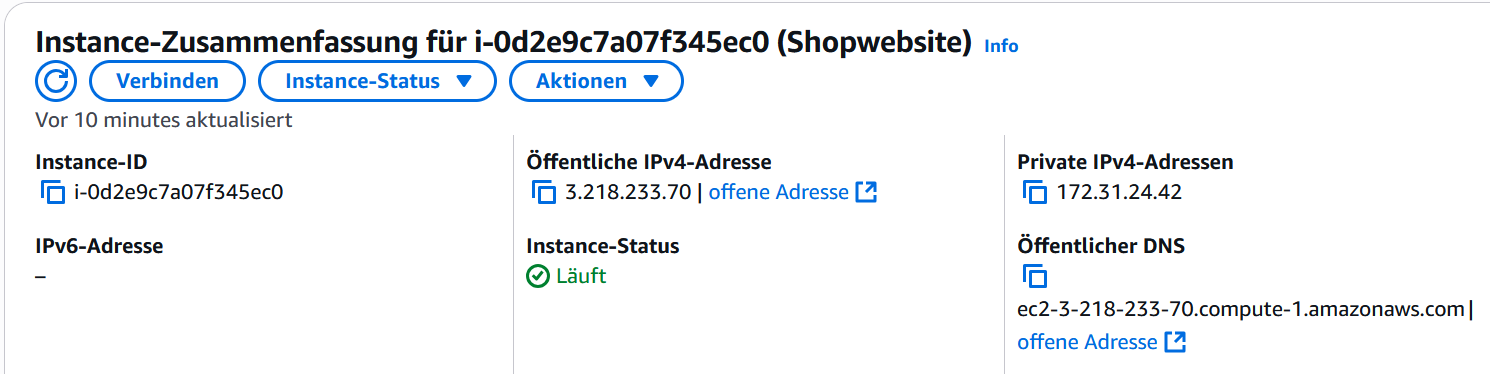 Instance-Zusammenfassung für i-0d2e9c7a07f345ec0 (Shopwebsite) Info
Verbinden Instance-Status Aktionen
Vor 10 minutes aktualisiert
Instance-ID
i-0d2e9c7a07f345ec0
Öffentliche IPv4-Adresse
3.218.233.70 | offene Adresse
Private IPv4-Adressen
172.31.24.42
IPv6-Adresse
–
Instance-Status
Läuft
Öffentlicher DNS
ec2-3-218-233-70.compute-1.amazonaws.com |
offene Adresse